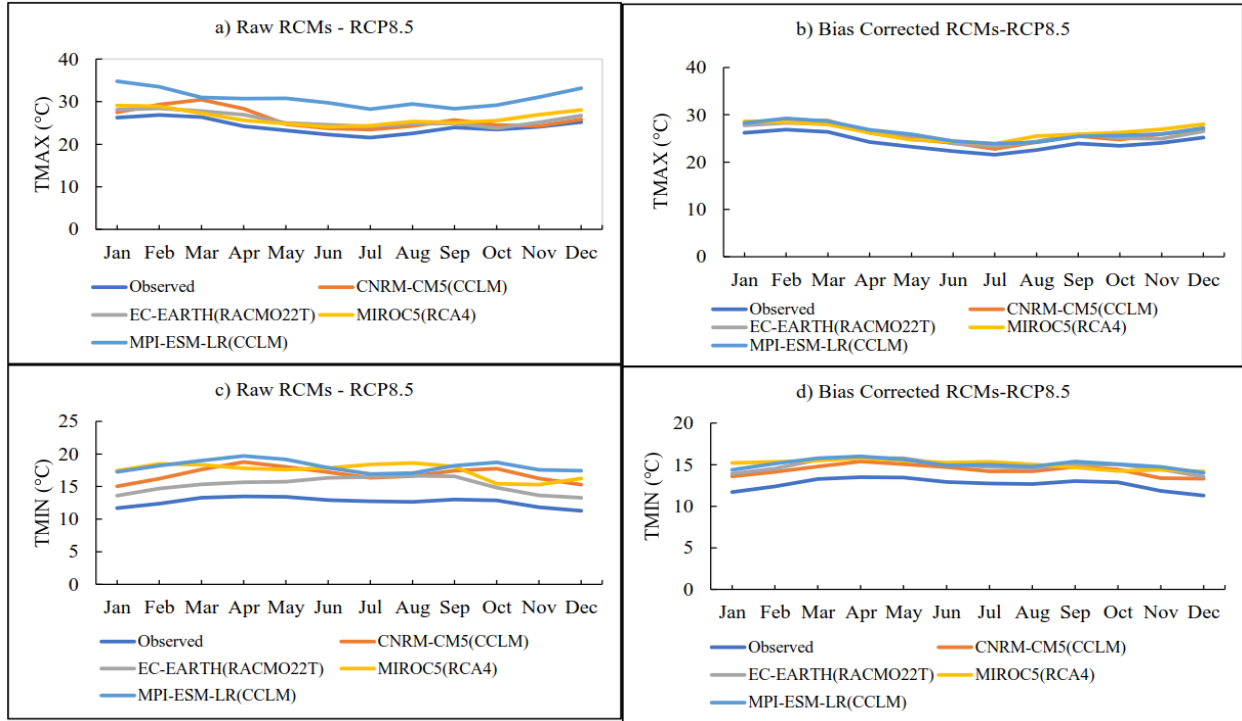 a) Raw RCMs - RCP8.5
40
30
20
10
0
TMAX (°C)
Jan Feb Mar Apr May Jun Jul Aug Sep Oct Nov Dec
Observed CNRM-CM5(CCLM)
EC-EARTH(RACMO22T) MIROC5(RCA4)
MPI-ESM-LR(CCLM)
b) Bias Corrected RCMs-RCP8.5
40
30
20
10
0
TMAX (°C)
Jan Feb Mar Apr May Jun Jul Aug Sep Oct Nov Dec
Observed CNRM-CM5(CCLM)
EC-EARTH(RACMO22T) MIROC5(RCA4)
MPI-ESM-LR(CCLM)
c) Raw RCMs - RCP8.5
25
20
15
10
5
0
TMIN (°C)
Jan Feb Mar Apr May Jun Jul Aug Sep Oct Nov Dec
Observed CNRM-CM5(CCLM)
EC-EARTH(RACMO22T) MIROC5(RCA4)
MPI-ESM-LR(CCLM)
d) Bias Corrected RCMs-RCP8.5
20
15
10
5
0
TMIN (°C)
Jan Feb Mar Apr May Jun Jul Aug Sep Oct Nov Dec
Observed CNRM-CM5(CCLM)
EC-EARTH(RACMO22T) MIROC5(RCA4)
MPI-ESM-LR(CCLM)